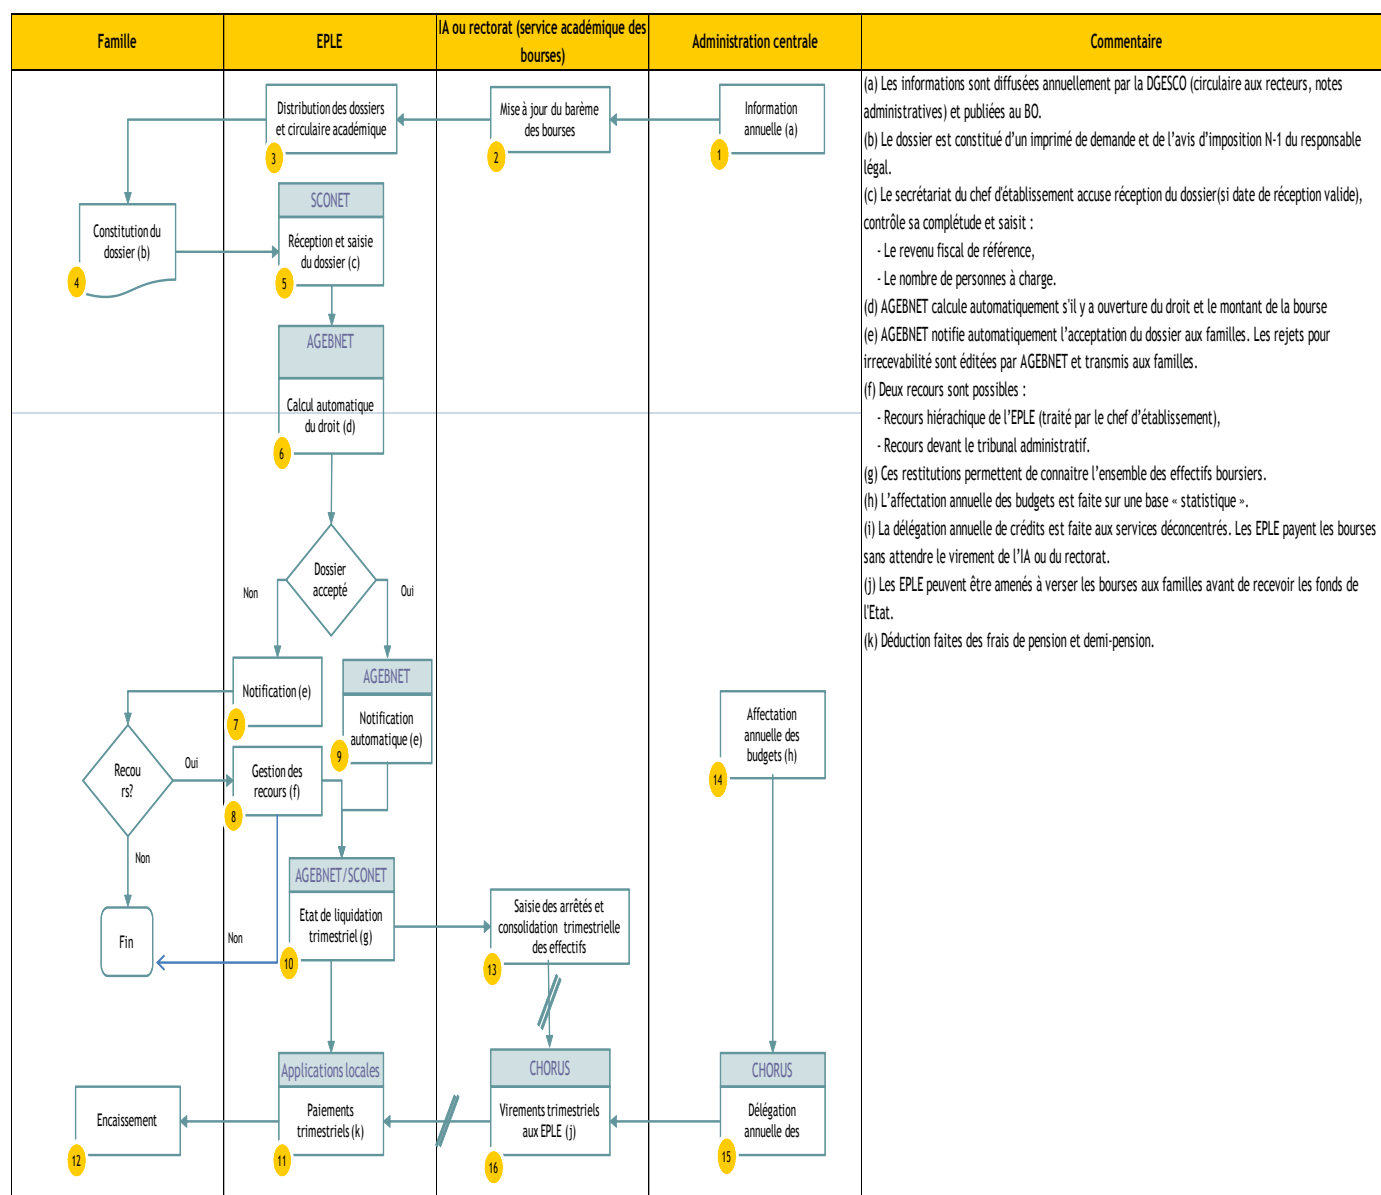 Famille
EPLE
IA ou rectorat (service académique des
bourses)
Administration centrale
Commentaire
Distribution des dossiers
et circulaire académique
3
Mise à jour du barème
des bourses
2
Information
annuelle (a)
1
Constitution du
dossier (b)
4
SCONET
Réception et saisie
du dossier (c)
5
AGEBNET
Calcul automatique
du droit (d)
6
Dossier
accepté
Non
Oui
Notification (e)
7
AGEBNET
Notification
automatique (e)
9
Recou
rs?
Oui
Non
Gestion des
recours (f)
8
Fin
Non
AGEBNET/SCONET
Etat de liquidation
trimestriel (g)
10
Saisie des arrêtés et
consolidation trimestrielle
des effectifs
13
Affectation
annuelle des
budgets (h)
14
Encaissement
12
Applications locales
Paiements
trimestriels (k)
11
CHORUS
Virements trimestriels
aux EPLE (j)
16
CHORUS
Délégation
annuelle des
15
(a) Les informations sont diffusées annuellement par la DGESCO (circulaire aux recteurs, notes
administratives) et publiées au BO.
(b) Le dossier est constitué d'un imprimé de demande et de l'avis d'imposition N-1 du responsable
légal.
(c) Le secrétariat du chef d'établissement accuse réception du dossier(si date de réception valide),
contrôle sa complétude et saisit :
- Le revenu fiscal de référence,
- Le nombre de personnes à charge.
(d) AGEBNET calcule automatiquement s'il y a ouverture du droit et le montant de la bourse
(e) AGEBNET notifie automatiquement l'acceptation du dossier aux familles. Les rejets pour
irrecevabilité sont éditées par AGEBNET et transmis aux familles.
(f) Deux recours sont possibles :
- Recours hiérachique de l'EPLE (traité par le chef d'établissement),
- Recours devant le tribunal administratif.
(g) Ces restitutions permettent de connaitre l'ensemble des effectifs boursiers.
(h) L'affectation annuelle des budgets est faite sur une base « statistique ».
(i) La délégation annuelle de crédits est faite aux services déconcentrés. Les EPLE payent les bourses
sans attendre le virement de l'IA ou du rectorat.
(j) Les EPLE peuvent être amenés à verser les bourses aux familles avant de recevoir les fonds de
l'Etat.
(k) Déduction faites des frais de pension et demi-pension.